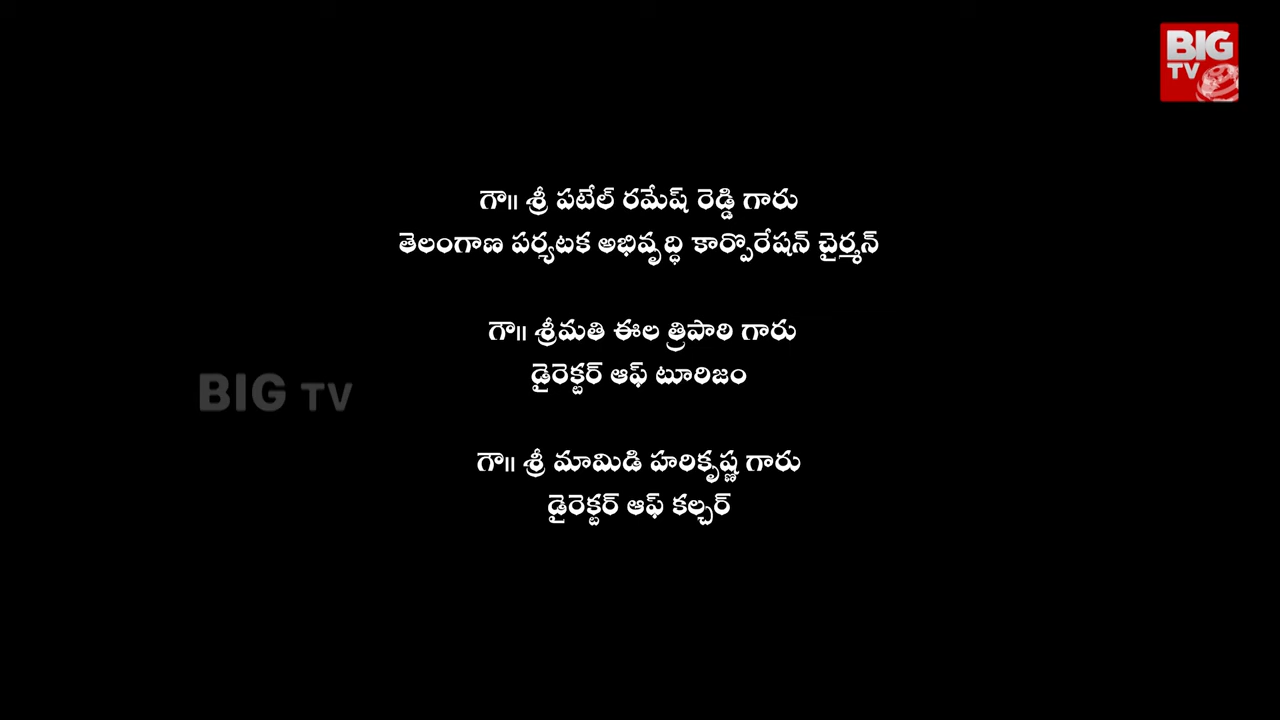 BIG
TV
గౌ॥ శ్రీ పటేల్ రమేష్ రెడ్డి గారు
తెలంగాణ పర్యటక అభివృద్ధి కార్పొరేషన్ చైర్మన్
గౌ॥ శ్రీమతి ఈల త్రిపారి గారు
డైరెక్టర్ ఆఫ్ టూరిజం
BIG TV
గౌ॥ శ్రీ మామిడి హరికృష్ణ గారు
డైరెక్టర్ ఆఫ్ కల్చర్